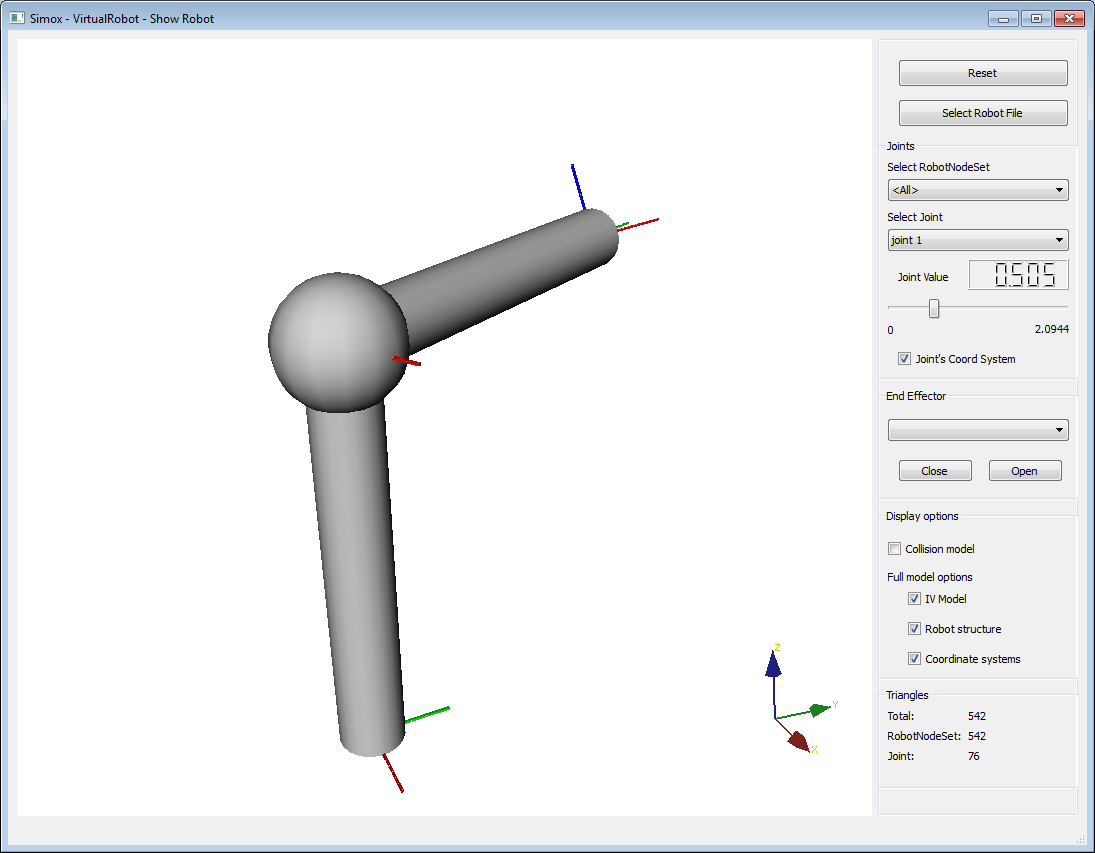 Simox - VirtualRobot - Show Robot
Reset
Select Robot File
Joints
Select RobotNodeSet
<All>
Select Joint
joint 1
Joint Value 0.505
0 2.0944
Joint's Coord System
End Effector
Close Open
Display options
Collision model
Full model options
IV Model
Robot structure
Coordinate systems
Triangles
Total: 542
RobotNodeSet: 542
Joint: 76
Z
Y
X